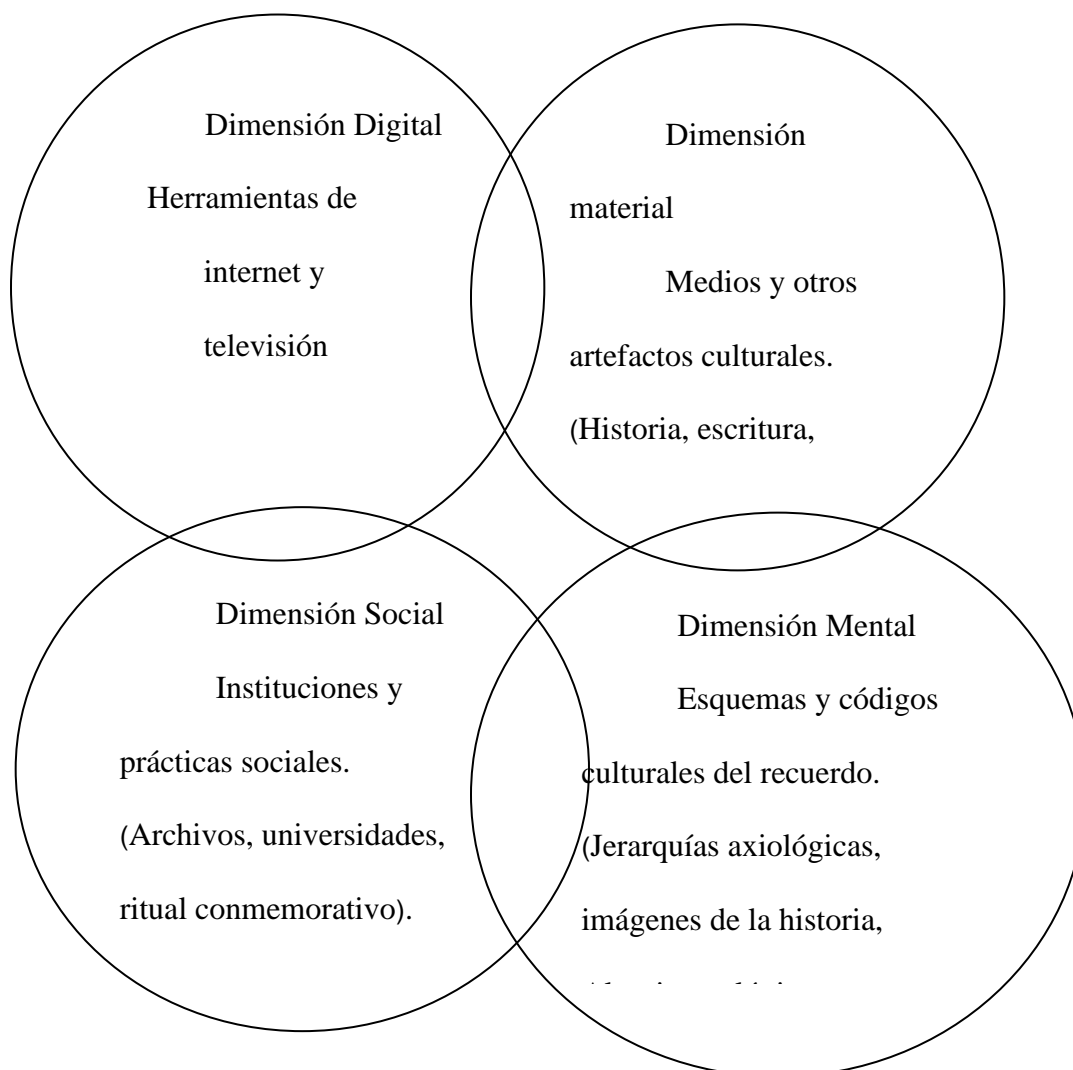 Dimensión Digital
Herramientas de
internet y
televisión
Dimensión
material
Medios y otros
artefactos culturales.
(Historia, escritura,
Dimensión Social
Instituciones y
prácticas sociales.
(Archivos, universidades,
ritual conmemorativo).
Dimensión Mental
Esquemas y códigos
culturales del recuerdo.
(Jerarquías axiológicas,
imágenes de la historia,